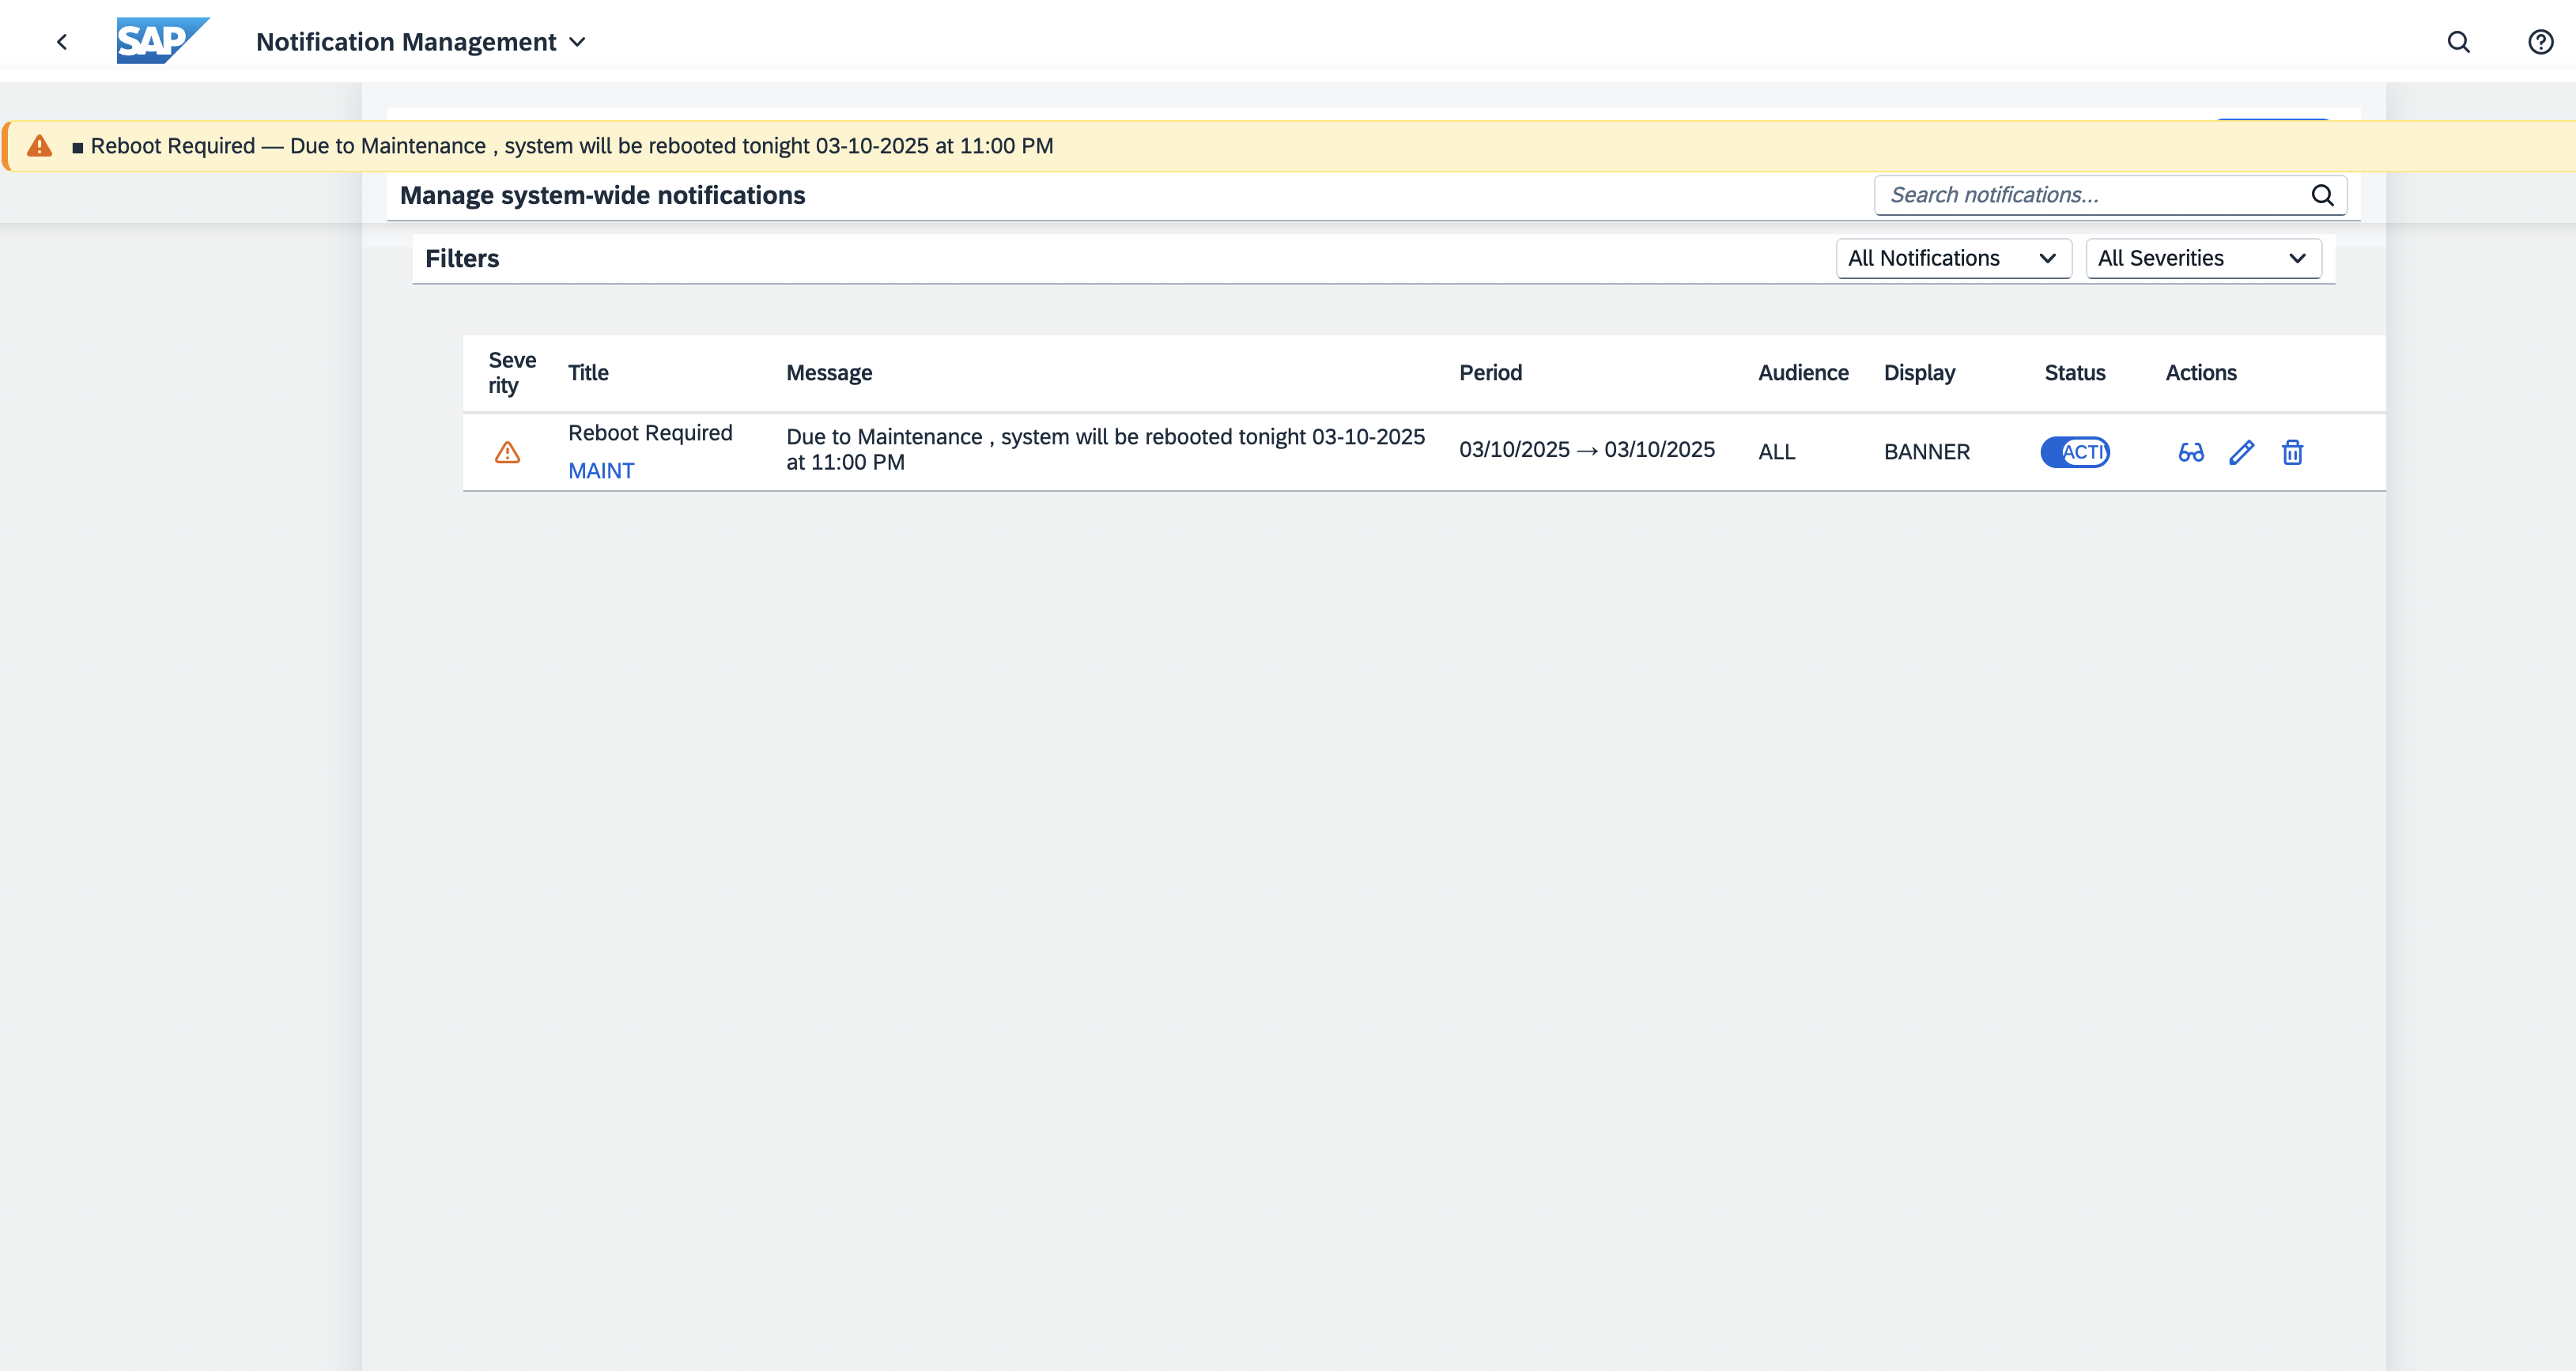 SAP Notification Management
■ Reboot Required — Due to Maintenance , system will be rebooted tonight 03-10-2025 at 11:00 PM
Manage system-wide notifications Search notifications...
Filters All Notifications All Severities
Seve
rity Title Message Period Audience Display Status Actions
Reboot Required
MAINT
Due to Maintenance , system will be rebooted tonight 03-10-2025
at 11:00 PM
03/10/2025 → 03/10/2025 ALL BANNER ACTI